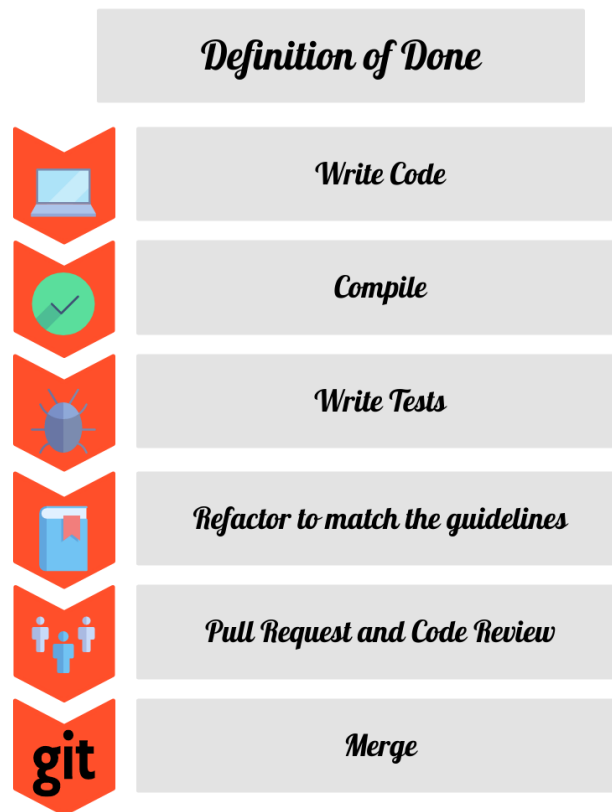 Definition of Done
Write Code
Compile
Write Tests
Refactor to match the guidelines
Pull Request and Code Review
git
Merge